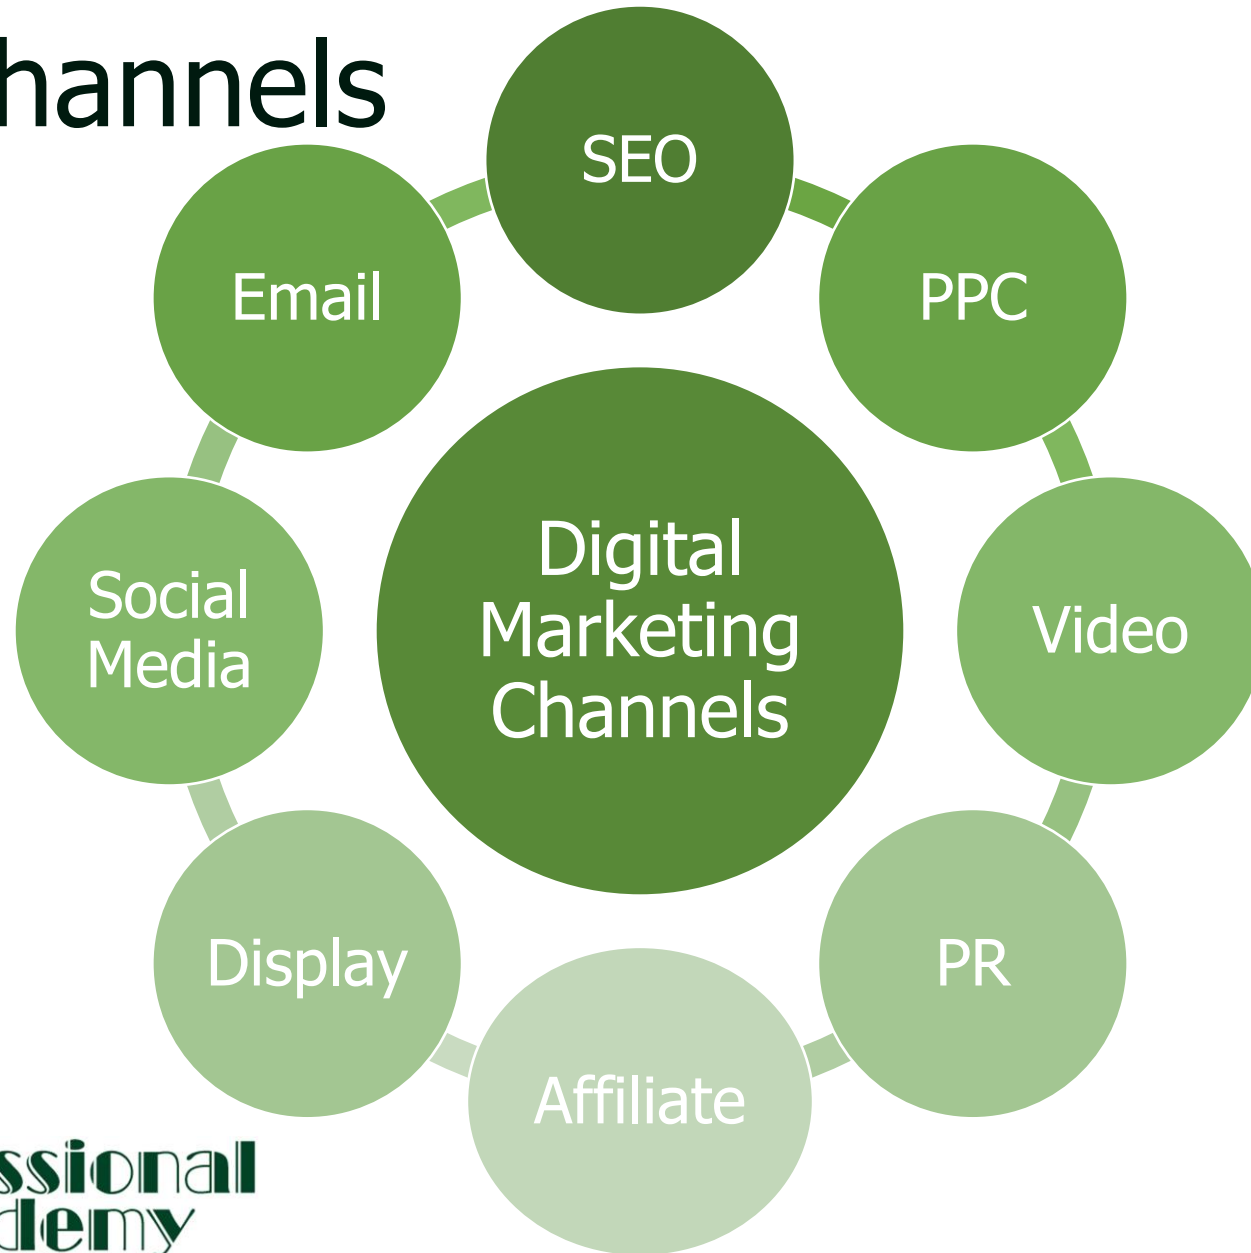 hannels
SEO
Email
PPC
Digital
Marketing
Channels
Social
Media
Video
Display
PR
Affiliate
ssional
demy